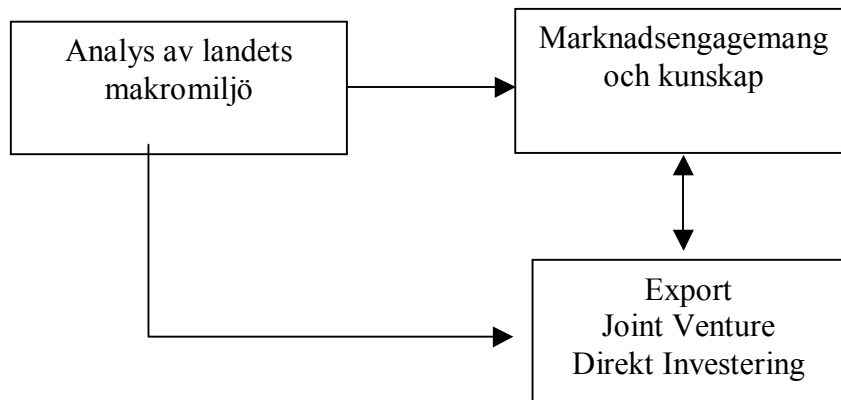 Analys av landets
makromiljö
Marknadsengagemang
och kunskap
Export
Joint Venture
Direkt Investering